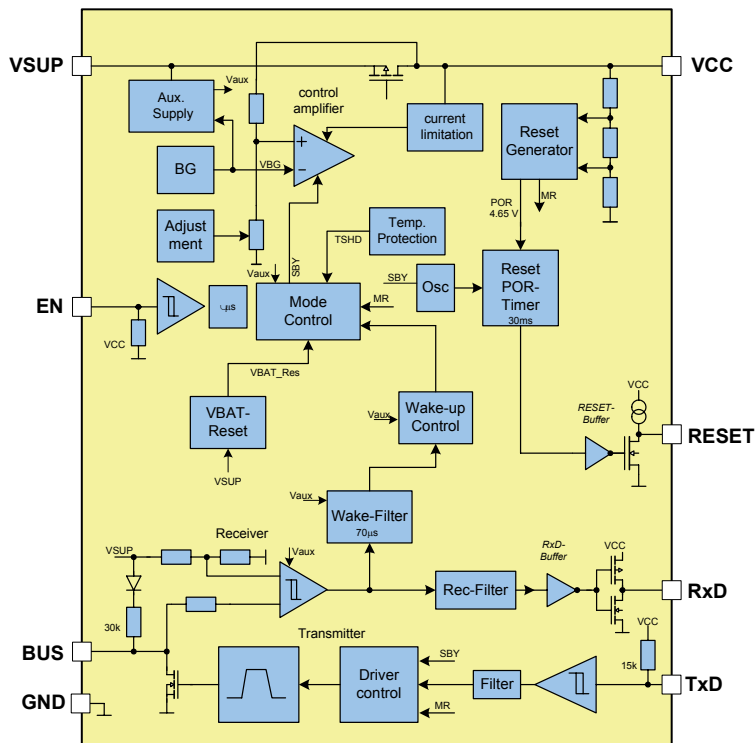 VSUP
VCC
Vaux
Aux.
Supply
control
amplifier
current
limitation
Reset
Generator
+
−
BG
VBG
POR
4.65 V
MR
Adjust
ment
Temp.
Protection
TSHD
SBY
Vaux
SBY
Osc
Reset
POR-
Timer
30ms
EN
µs
Mode
Control
MR
VCC
VBAT_Res
VBAT-
Reset
VSUP
Vaux
Wake-up
Control
RESET-
Buffer
VCC
RESET
Vaux
Wake-Filter
70µs
Receiver
VSUP
Vaux
RxD-
Buffer
VCC
Rec-Filter
RxD
30k
BUS
Transmitter
VCC
15k
SBY
Driver
control
Filter
TxD
MR
GND